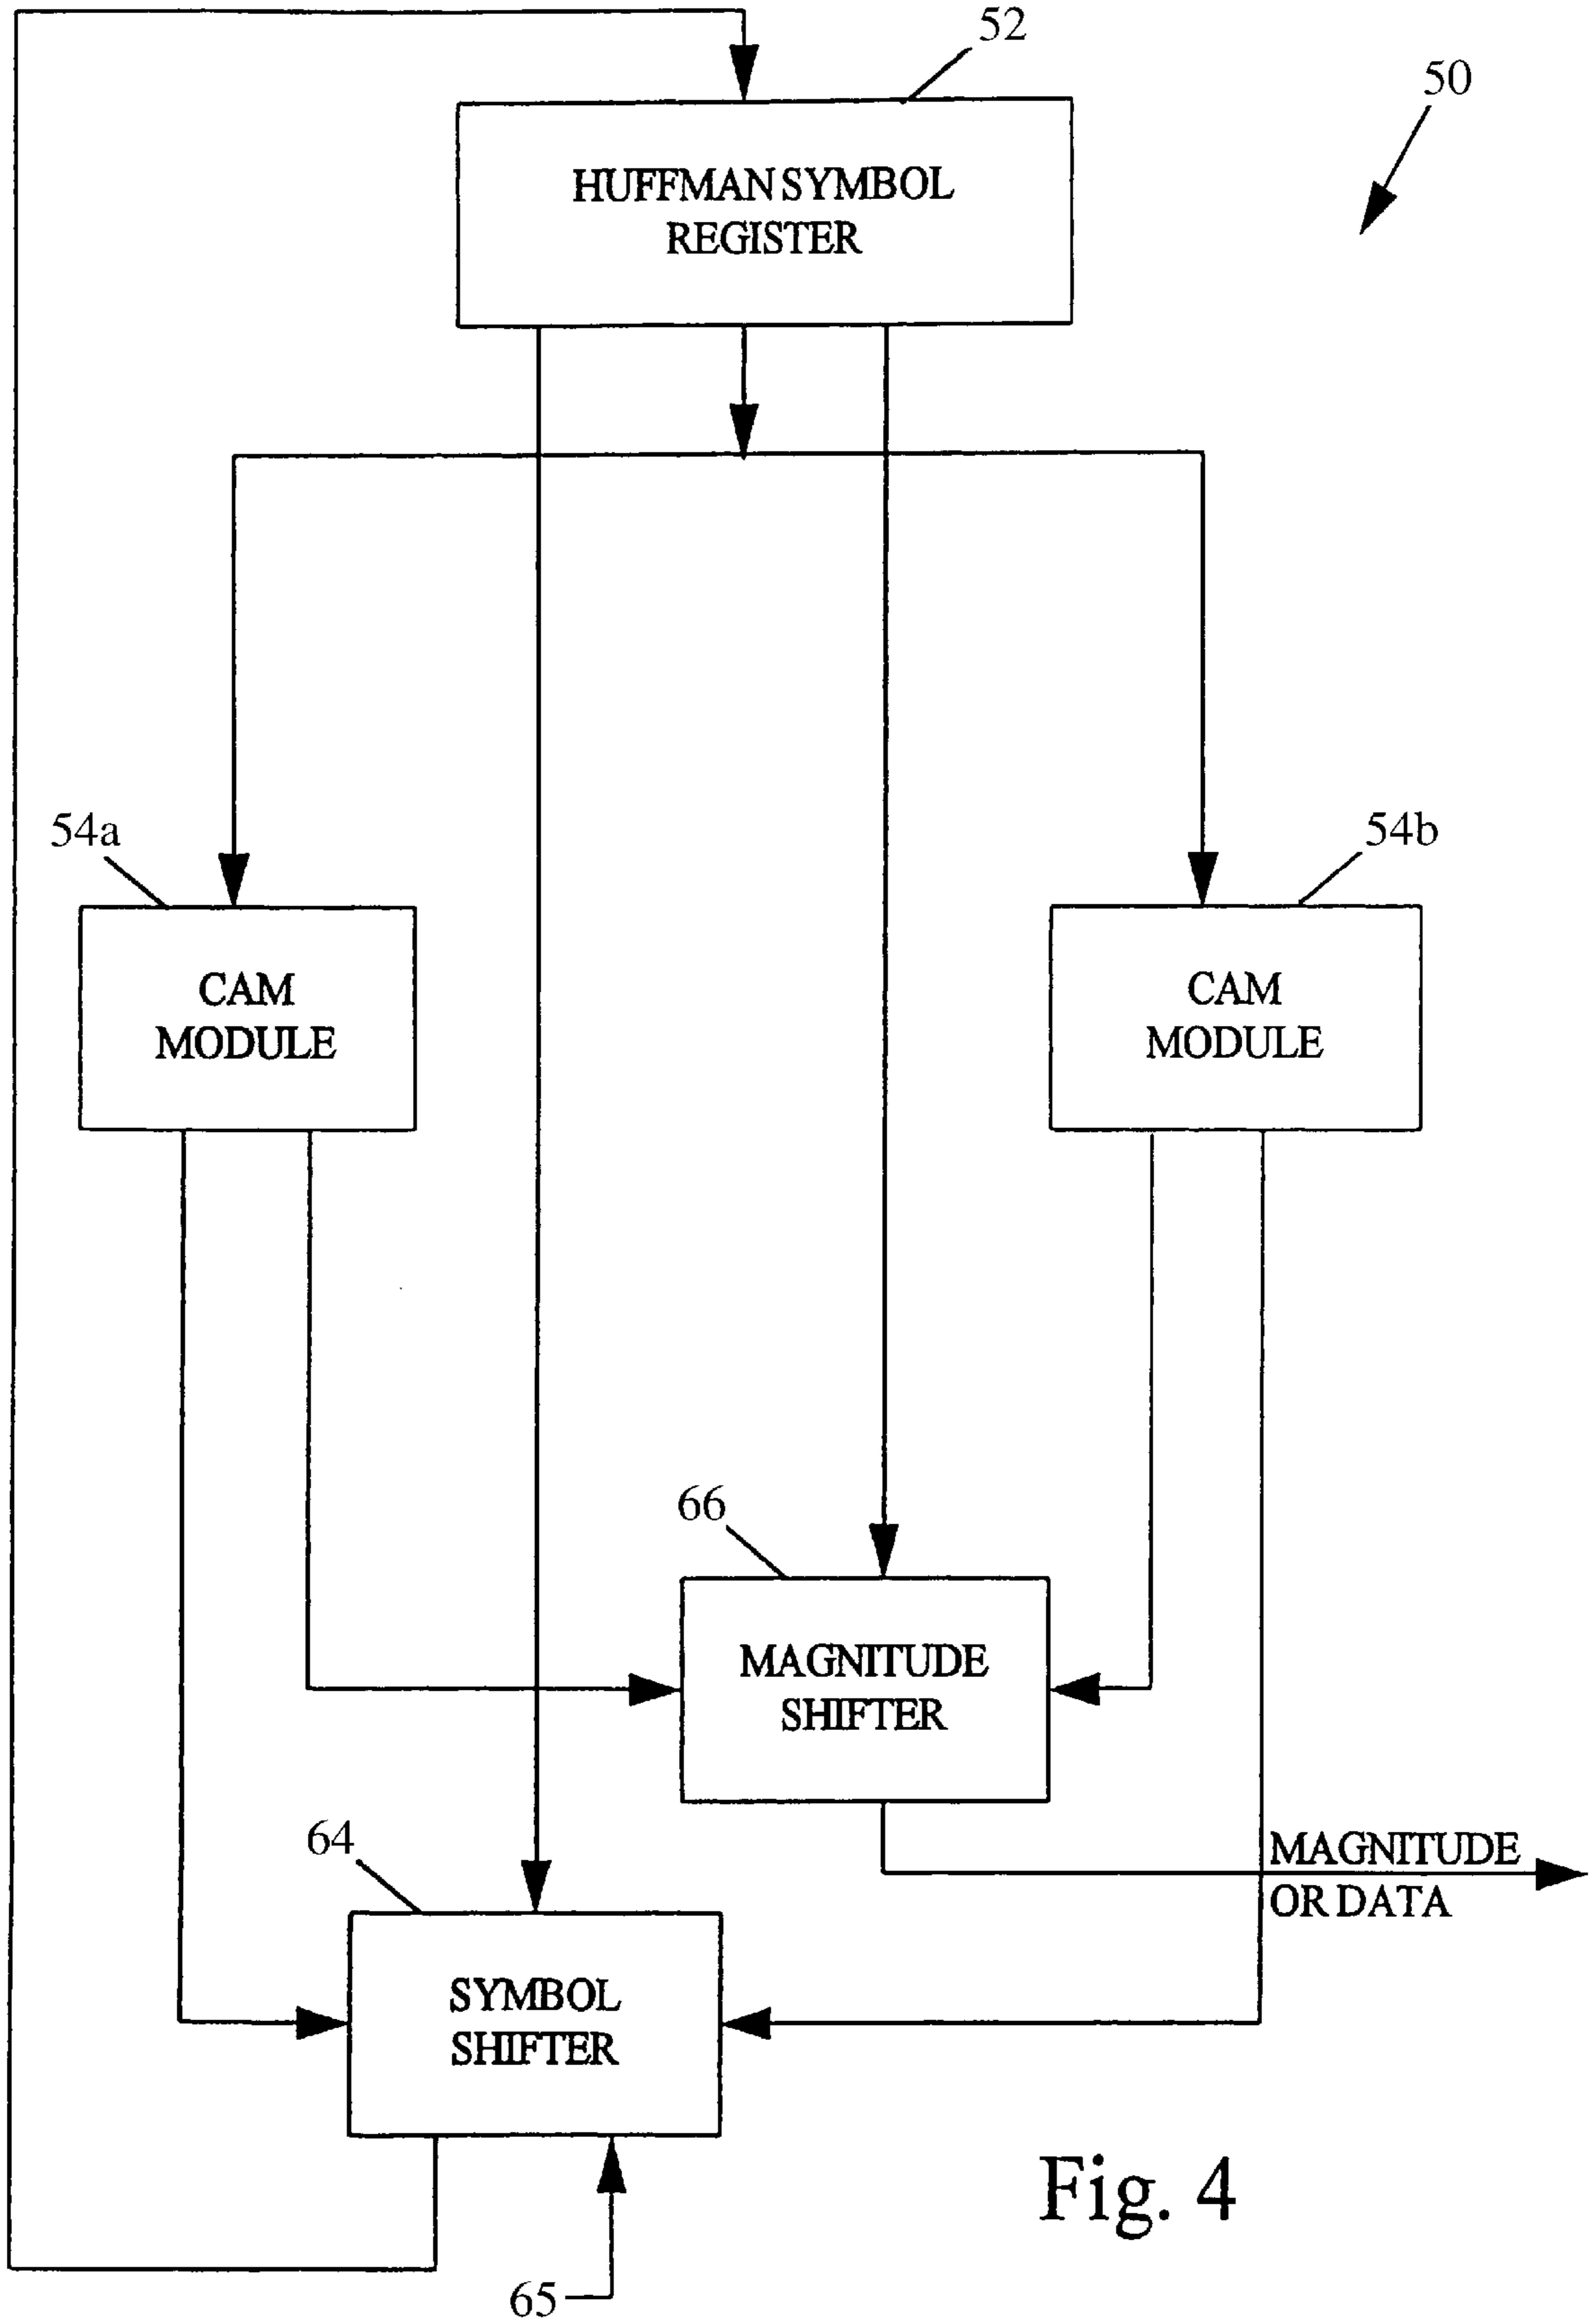 52
50
HUFFMAN SYMBOL
REGISTER
54a
54b
CAM
MODULE
CAM
MODULE
66
MAGNITUDE
SHIFTER
64
MAGNITUDE
OR DATA
SYMBOL
SHIFTER
Fig. 4
65